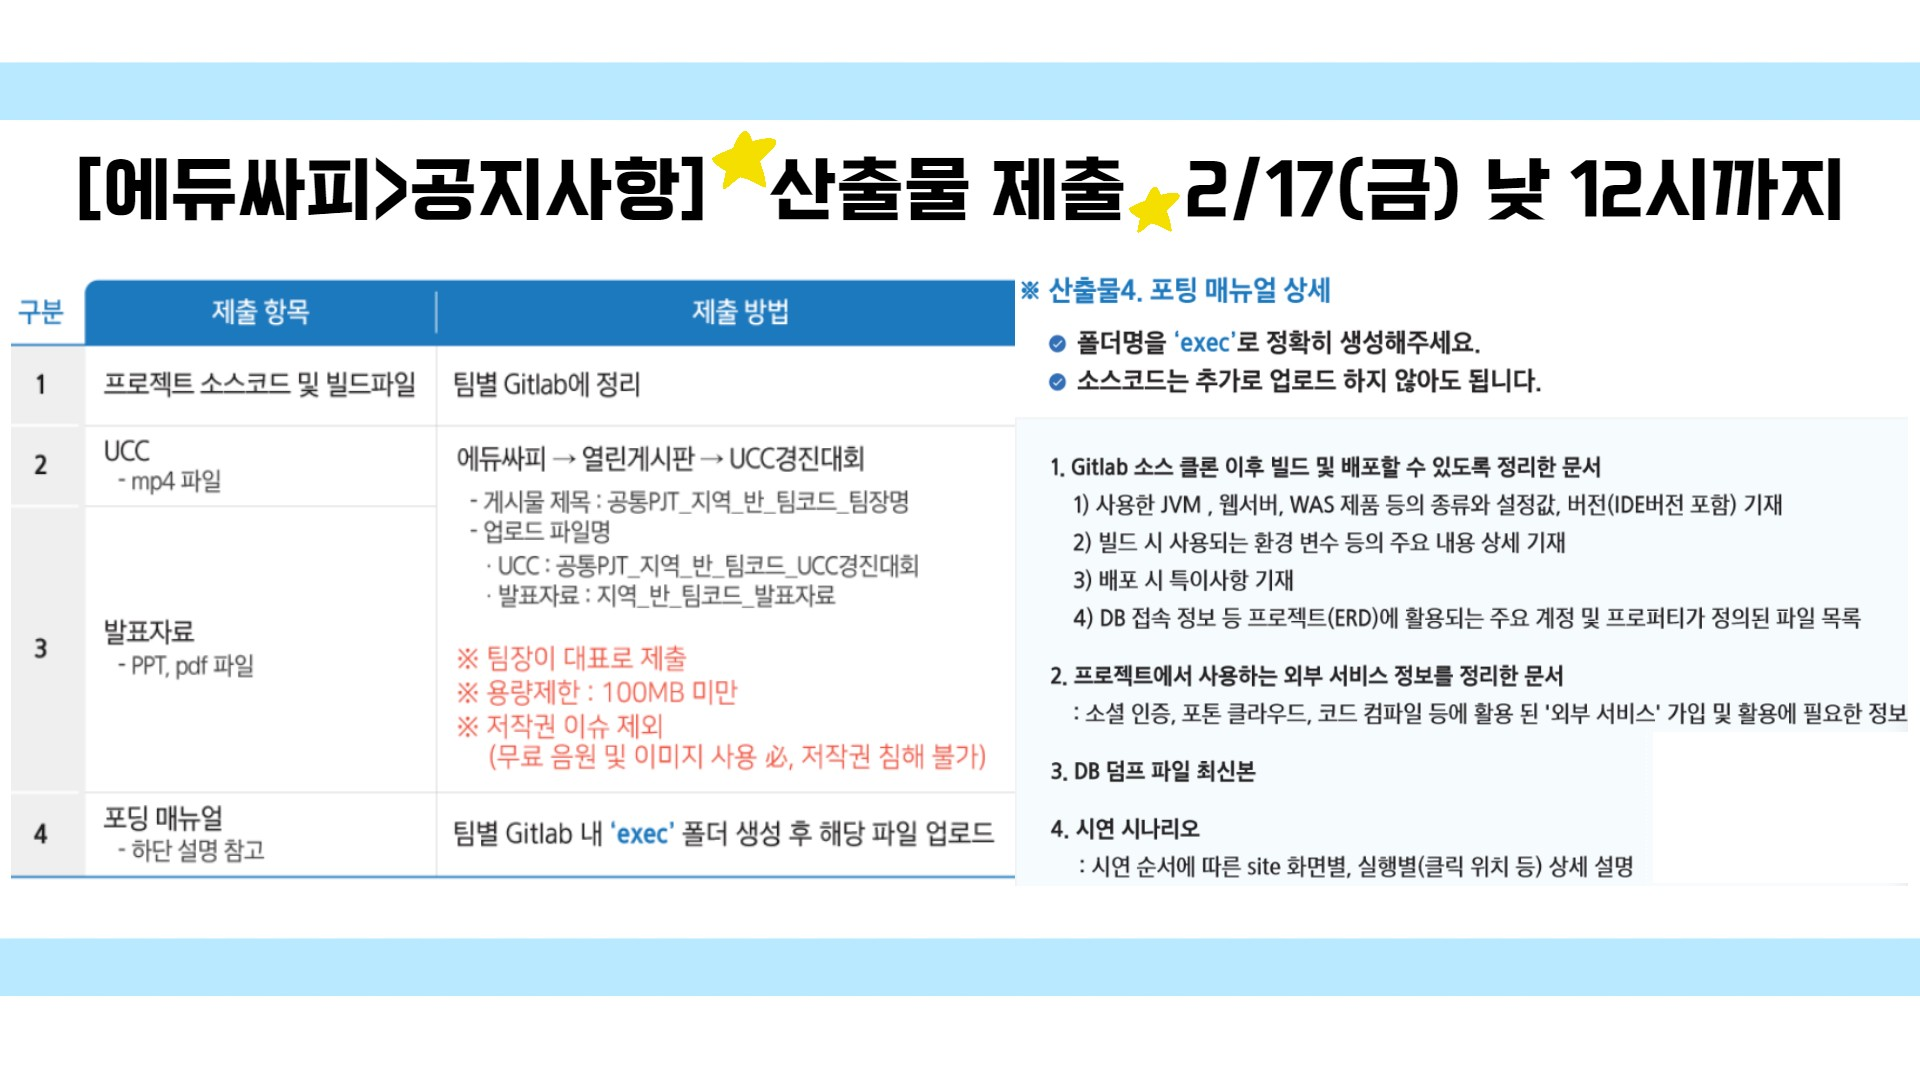 [에듀싸피>공지사항] 산출물 제출 2/17(금) 낮 12시까지
구분 제출 항목 제출 방법
1 프로젝트 소스코드 및 빌드파일 팀별 Gitlab에 정리
2 UCC
- mp4 파일
에듀싸피 → 열린게시판 → UCC경진대회
- 게시물 제목 : 공통PJT_지역_반_팀코드_팀장명
- 업로드 파일명
· UCC : 공통PJT_지역_반_팀코드_UCC경진대회
· 발표자료 : 지역_반_팀코드_발표자료
3 발표자료
- PPT, pdf 파일
※ 팀장이 대표로 제출
※ 용량제한 : 100MB 미만
※ 저작권 이슈 제외
(무료 음원 및 이미지 사용 必, 저작권 침해 불가)
4 포딩 매뉴얼
- 하단 설명 참고
팀별 Gitlab 내 ‘exec’ 폴더 생성 후 해당 파일 업로드
※ 산출물4. 포팅 매뉴얼 상세
폴더명을 ‘exec’로 정확히 생성해주세요.
소스코드는 추가로 업로드 하지 않아도 됩니다.
1. Gitlab 소스 클론 이후 빌드 및 배포할 수 있도록 정리한 문서
1) 사용한 JVM , 웹서버, WAS 제품 등의 종류와 설정값, 버전(IDE버전 포함) 기재
2) 빌드 시 사용되는 환경 변수 등의 주요 내용 상세 기재
3) 배포 시 특이사항 기재
4) DB 접속 정보 등 프로젝트(ERD)에 활용되는 주요 계정 및 프로퍼티가 정의된 파일 목록
2. 프로젝트에서 사용하는 외부 서비스 정보를 정리한 문서
: 소셜 인증, 포톤 클라우드, 코드 컴파일 등에 활용 된 '외부 서비스' 가입 및 활용에 필요한 정보
3. DB 덤프 파일 최신본
4. 시연 시나리오
: 시연 순서에 따른 site 화면별, 실행별(클릭 위치 등) 상세 설명